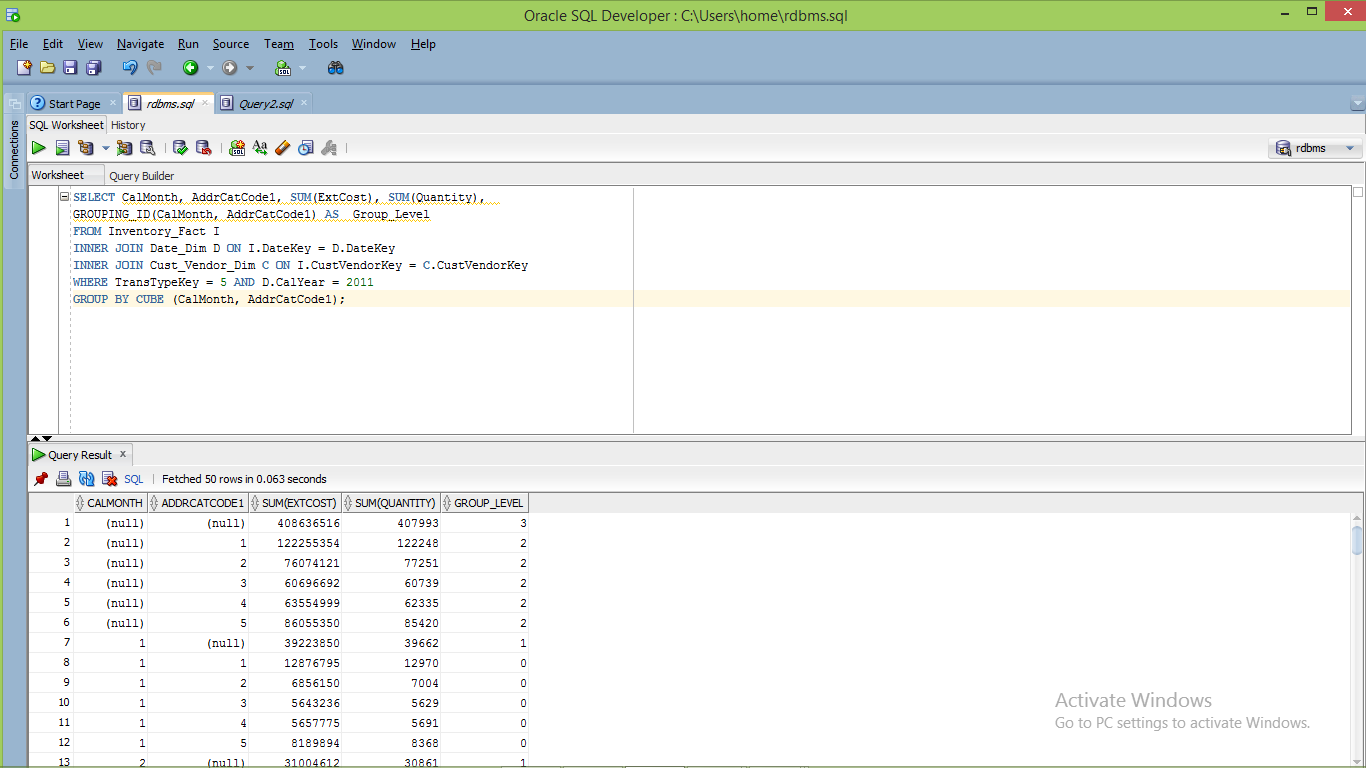 Oracle SQL Developer : C:\Users\home\rdbms.sql
File Edit View Navigate Run Source Team Tools Window Help
Connections
Start Page rdbms.sql Query2.sql
SQL Worksheet History
rdbms
Worksheet Query Builder
SELECT CalMonth, AddrCatCode1, SUM(ExtCost), SUM(Quantity),
GROUPING_ID(CalMonth, AddrCatCode1) AS Group_Level
FROM Inventory_Fact I
INNER JOIN Date_Dim D ON I.DateKey = D.DateKey
INNER JOIN Cust_Vendor_Dim C ON I.CustVendorKey = C.CustVendorKey
WHERE TransTypeKey = 5 AND D.CalYear = 2011
GROUP BY CUBE (CalMonth, AddrCatCode1);
Query Result x
SQL | Fetched 50 rows in 0.063 seconds
CALMONTH ADDRCATCODE1 SUM(EXTCOST) SUM(QUANTITY) GROUP_LEVEL
1 (null) (null) 408636516 407993 3
2 (null) 1 122255354 122248 2
3 (null) 2 76074121 77251 2
4 (null) 3 60696692 60739 2
5 (null) 4 63554999 62335 2
6 (null) 5 86055350 85420 2
7 1 (null) 39223850 39662 1
8 1 1 12876795 12970 0
9 1 2 6856150 7004 0
10 1 3 5643236 5629 0
11 1 4 5657775 5691 0
12 1 5 8189894 8368 0
13 2 (null) 31004612 30861 1
Activate Windows
Go to PC settings to activate Windows.